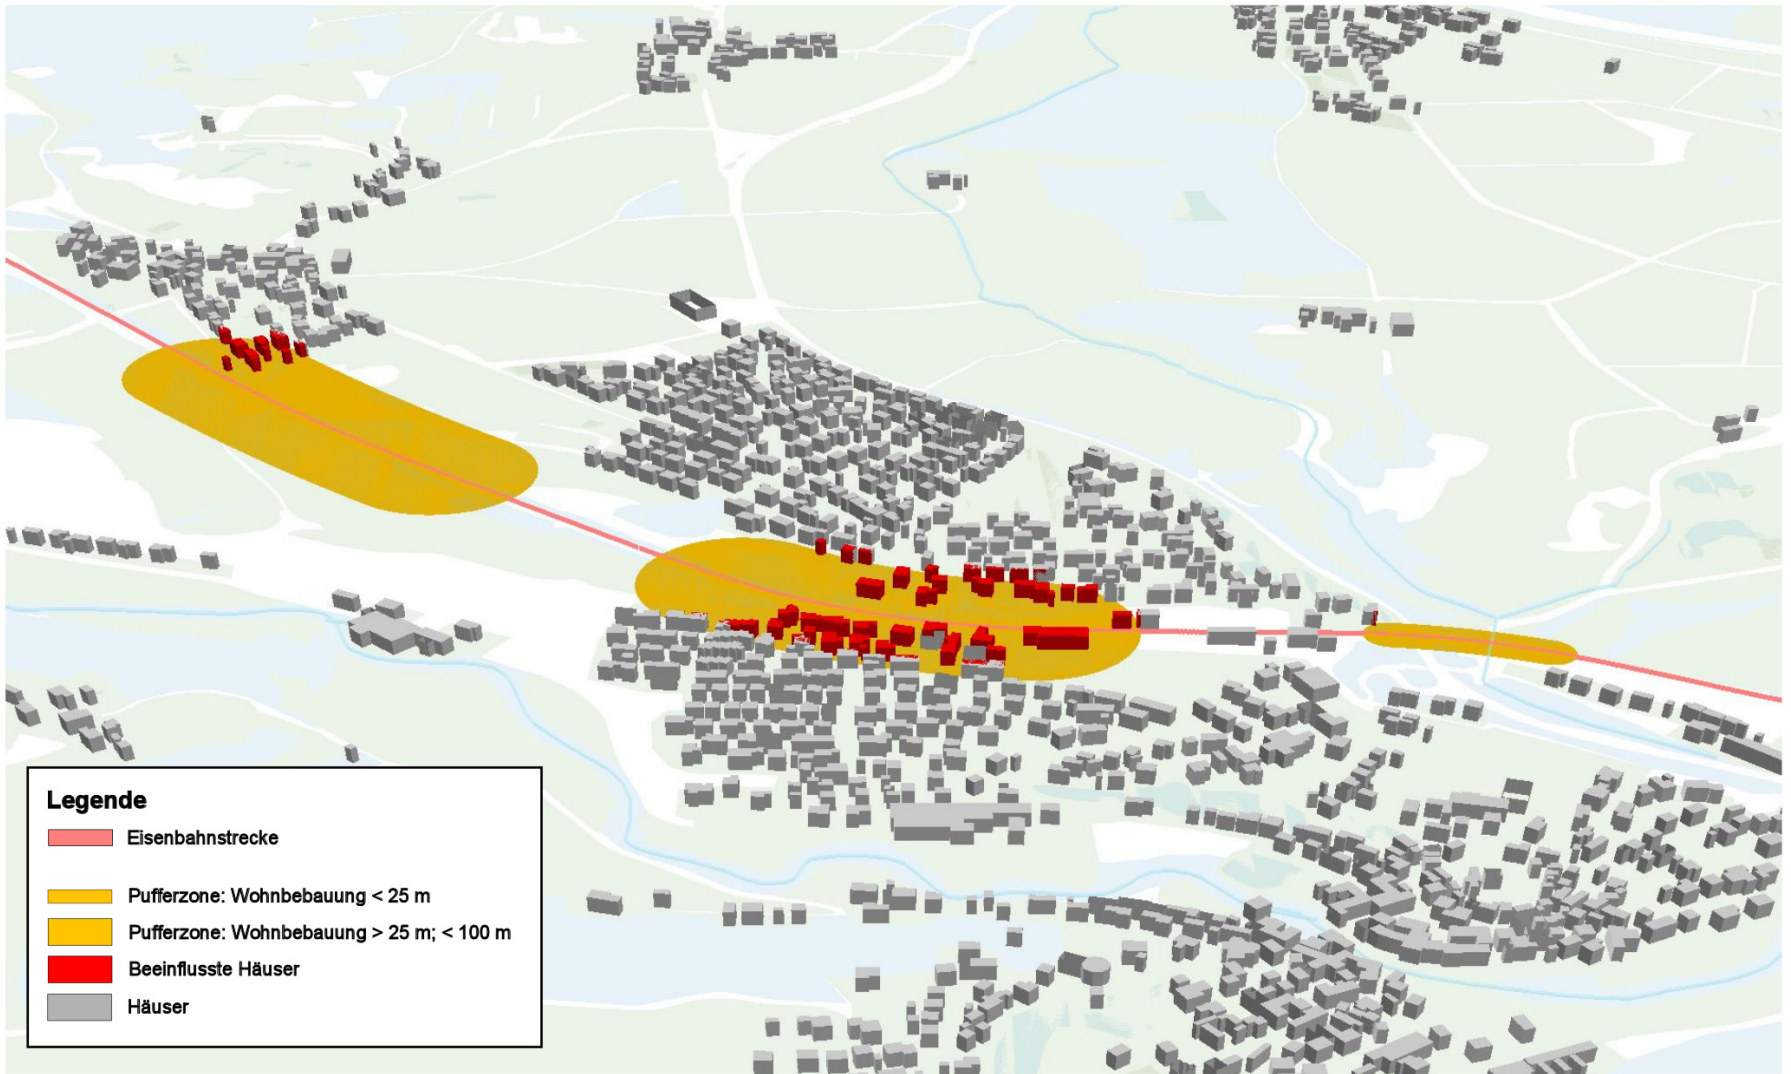 Legende
Eisenbahnstrecke
Pufferzone: Wohnbebauung < 25 m
Pufferzone: Wohnbebauung > 25 m; < 100 m
Beeinflusste Häuser
Häuser